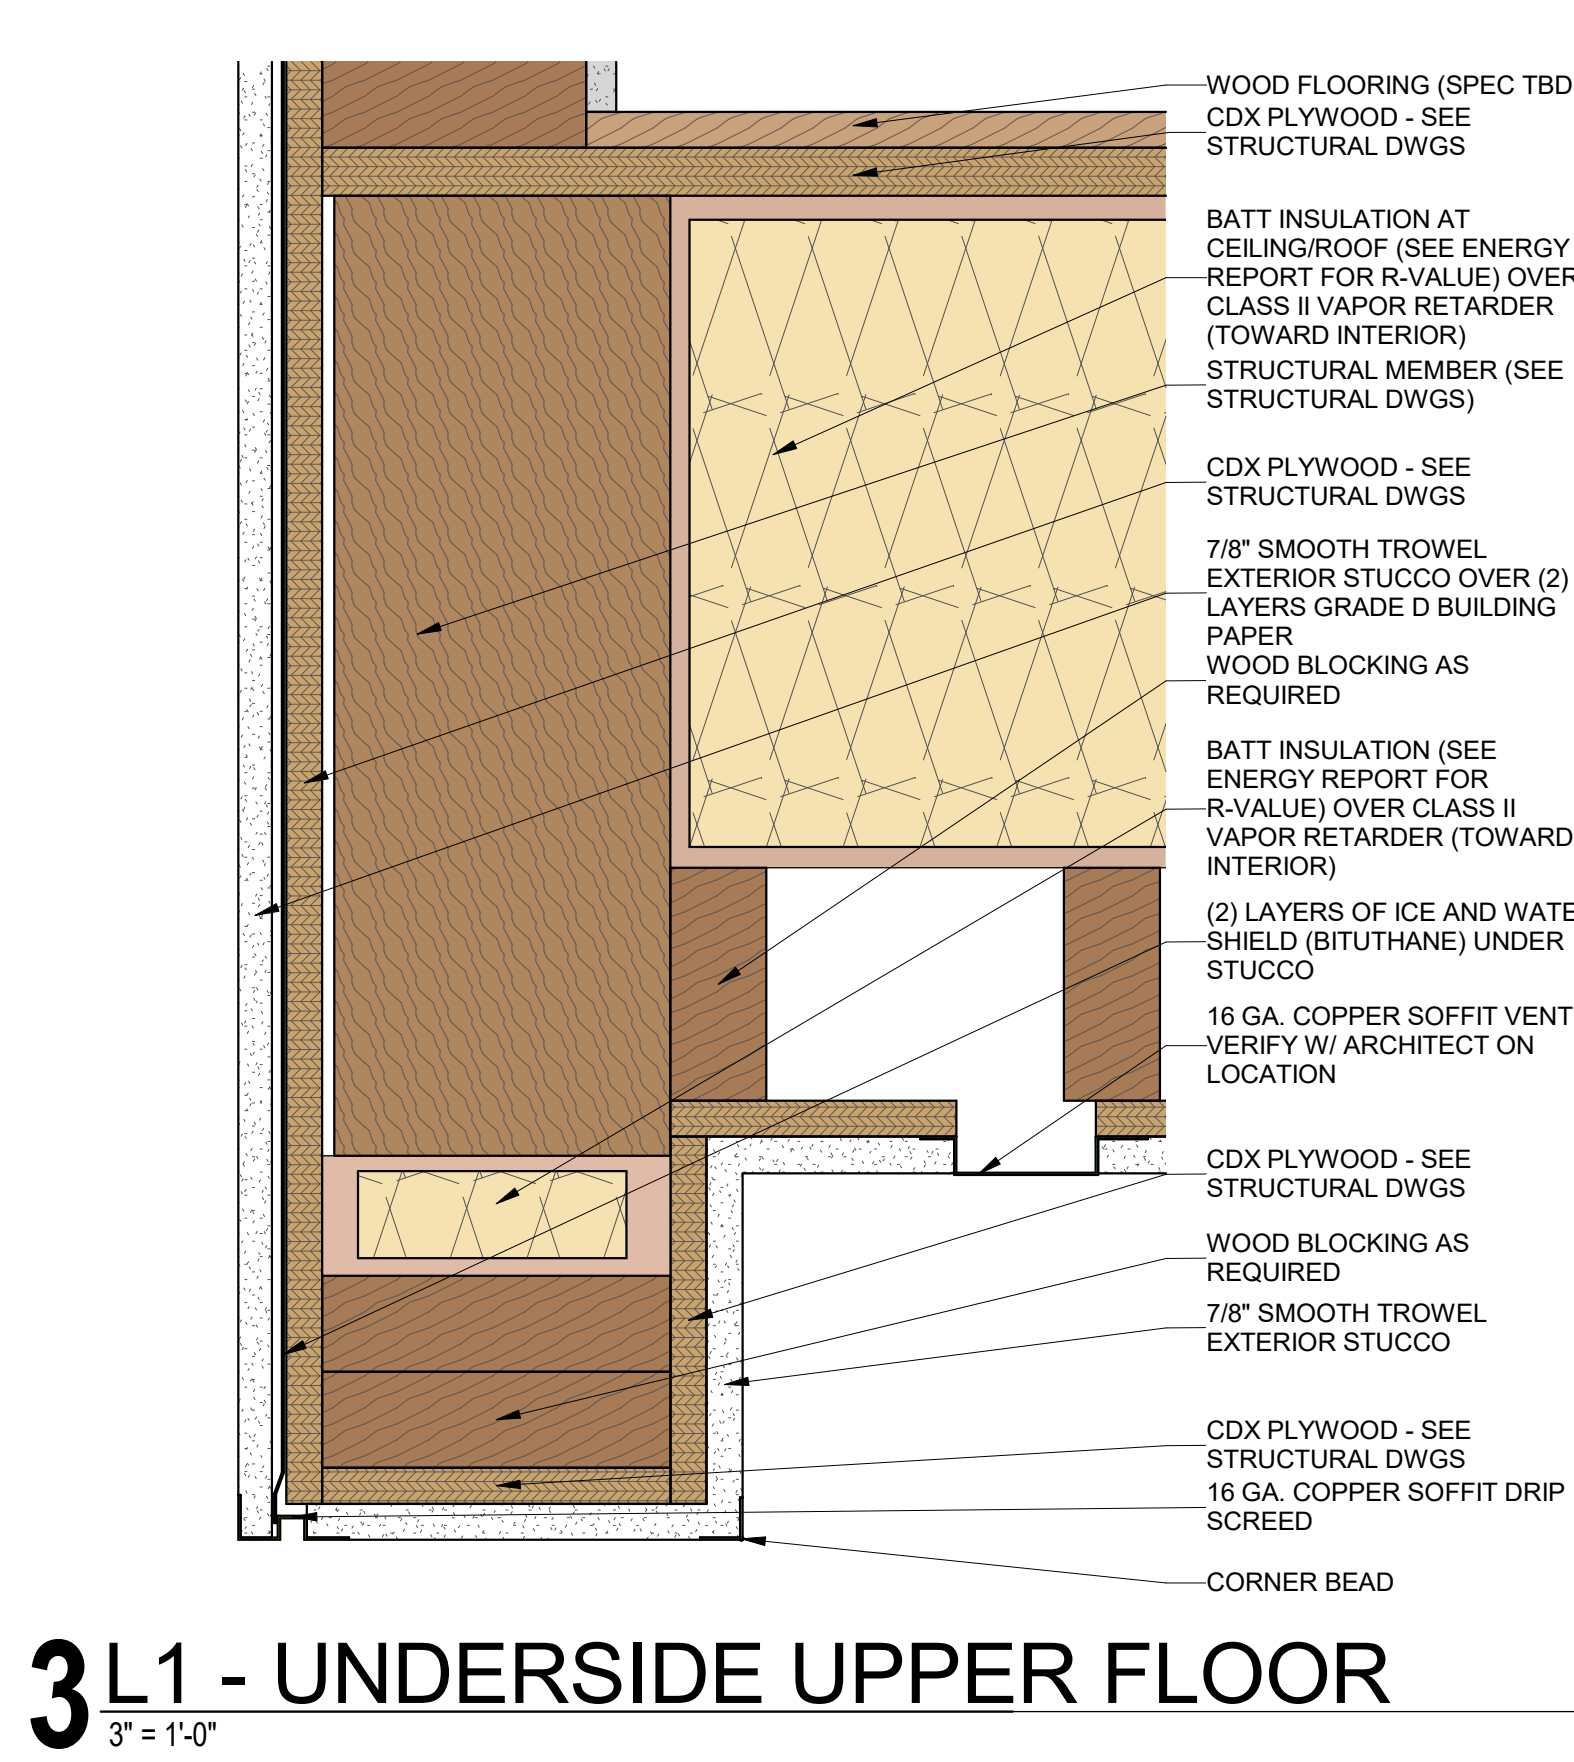 WOOD FLOORING (SPEC TBD
CDX PLYWOOD - SEE
STRUCTURAL DWGS
BATT INSULATION AT
CEILING/ROOF (SEE ENERGY
REPORT FOR R-VALUE) OVER
CLASS II VAPOR RETARDER
(TOWARD INTERIOR)
STRUCTURAL MEMBER (SEE
STRUCTURAL DWGS)
CDX PLYWOOD - SEE
STRUCTURAL DWGS
7/8" SMOOTH TROWEL
EXTERIOR STUCCO OVER (2)
LAYERS GRADE D BUILDING
PAPER
WOOD BLOCKING AS
REQUIRED
BATT INSULATION (SEE
ENERGY REPORT FOR
R-VALUE) OVER CLASS II
VAPOR RETARDER (TOWARD
INTERIOR)
(2) LAYERS OF ICE AND WATE
SHIELD (BITUTHANE) UNDER
STUCCO
16 GA. COPPER SOFFIT VENT
VERIFY W/ ARCHITECT ON
LOCATION
CDX PLYWOOD - SEE
STRUCTURAL DWGS
WOOD BLOCKING AS
REQUIRED
7/8" SMOOTH TROWEL
EXTERIOR STUCCO
CDX PLYWOOD - SEE
STRUCTURAL DWGS
16 GA. COPPER SOFFIT DRIP
SCREED
CORNER BEAD
3 L1 - UNDERSIDE UPPER FLOOR
3" = 1'-0"